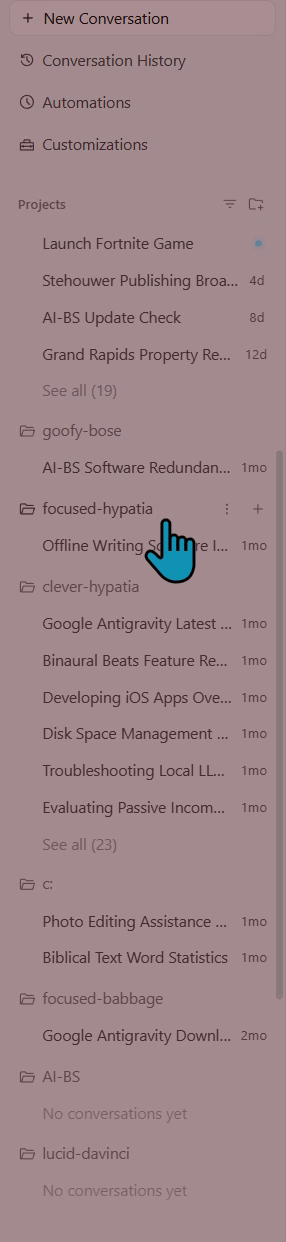 New Conversation
Conversation History
Automations
Customizations
Projects
Launch Fortnite Game
Stehouwer Publishing Broa... 4d
AI-BS Update Check 8d
Grand Rapids Property Re... 12d
See all (19)
goofy-bose
AI-BS Software Redundan... 1mo
focused-hypatia
Offline Writing I... 1mo
clever-hypatia
Google Antigravity Latest ... 1mo
Binaural Beats Feature Re... 1mo
Developing iOS Apps Ove... 1mo
Disk Space Management ... 1mo
Troubleshooting Local LL... 1mo
Evaluating Passive Incom... 1mo
See all (23)
c:
Photo Editing Assistance ... 1mo
Biblical Text Word Statistics 1mo
focused-babbage
Google Antigravity Downl... 2mo
AI-BS
No conversations yet
lucid-davinci
No conversations yet